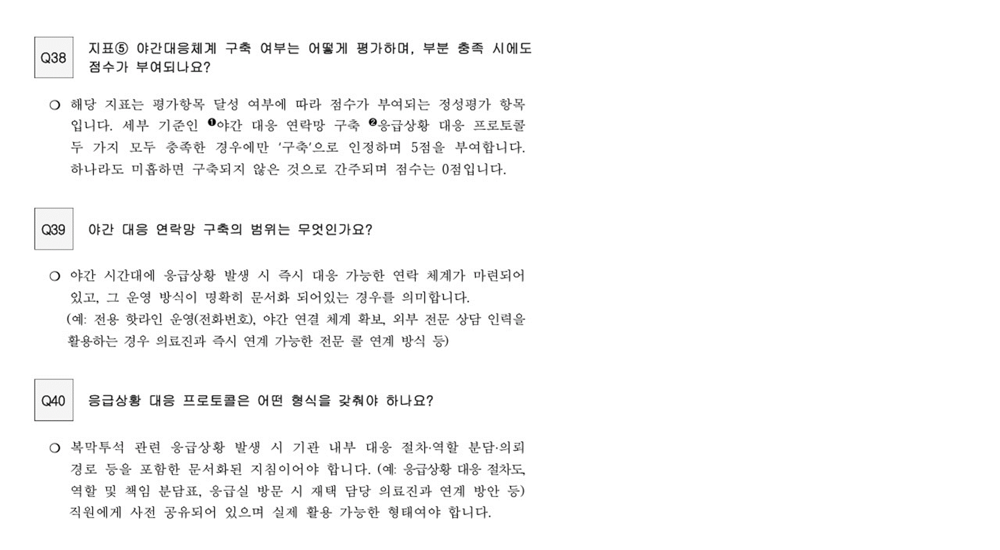 Q38
지표⑤ 야간대응체계 구축 여부는 어떻게 평가하며, 부분 충족 시에도
점수가 부여되나요?
❍ 해당 지표는 평가항목 달성 여부에 따라 점수가 부여되는 정성평가 항목
입니다. 세부 기준인 ❶야간 대응 연락망 구축 ❷응급상황 대응 프로토콜
두 가지 모두 충족한 경우에만 '구축'으로 인정하며 5점을 부여합니다.
하나라도 미흡하면 구축되지 않은 것으로 간주되며 점수는 0점입니다.
Q39
야간 대응 연락망 구축의 범위는 무엇인가요?
❍ 야간 시간대에 응급상황 발생 시 즉시 대응 가능한 연락 체계가 마련되어
있고, 그 운영 방식이 명확히 문서화 되어있는 경우를 의미합니다.
(예: 전용 핫라인 운영(전화번호), 야간 연결 체계 확보, 외부 전문 상담 인력을
활용하는 경우 의료진과 즉시 연계 가능한 전문 콜 연계 방식 등)
Q40
응급상황 대응 프로토콜은 어떤 형식을 갖춰야 하나요?
❍ 복막투석 관련 응급상황 발생 시 기관 내부 대응 절차·역할 분담·의뢰
경로 등을 포함한 문서화된 지침이어야 합니다. (예: 응급상황 대응 절차도,
역할 및 책임 분담표, 응급실 방문 시 재택 담당 의료진과 연계 방안 등)
직원에게 사전 공유되어 있으며 실제 활용 가능한 형태여야 합니다.